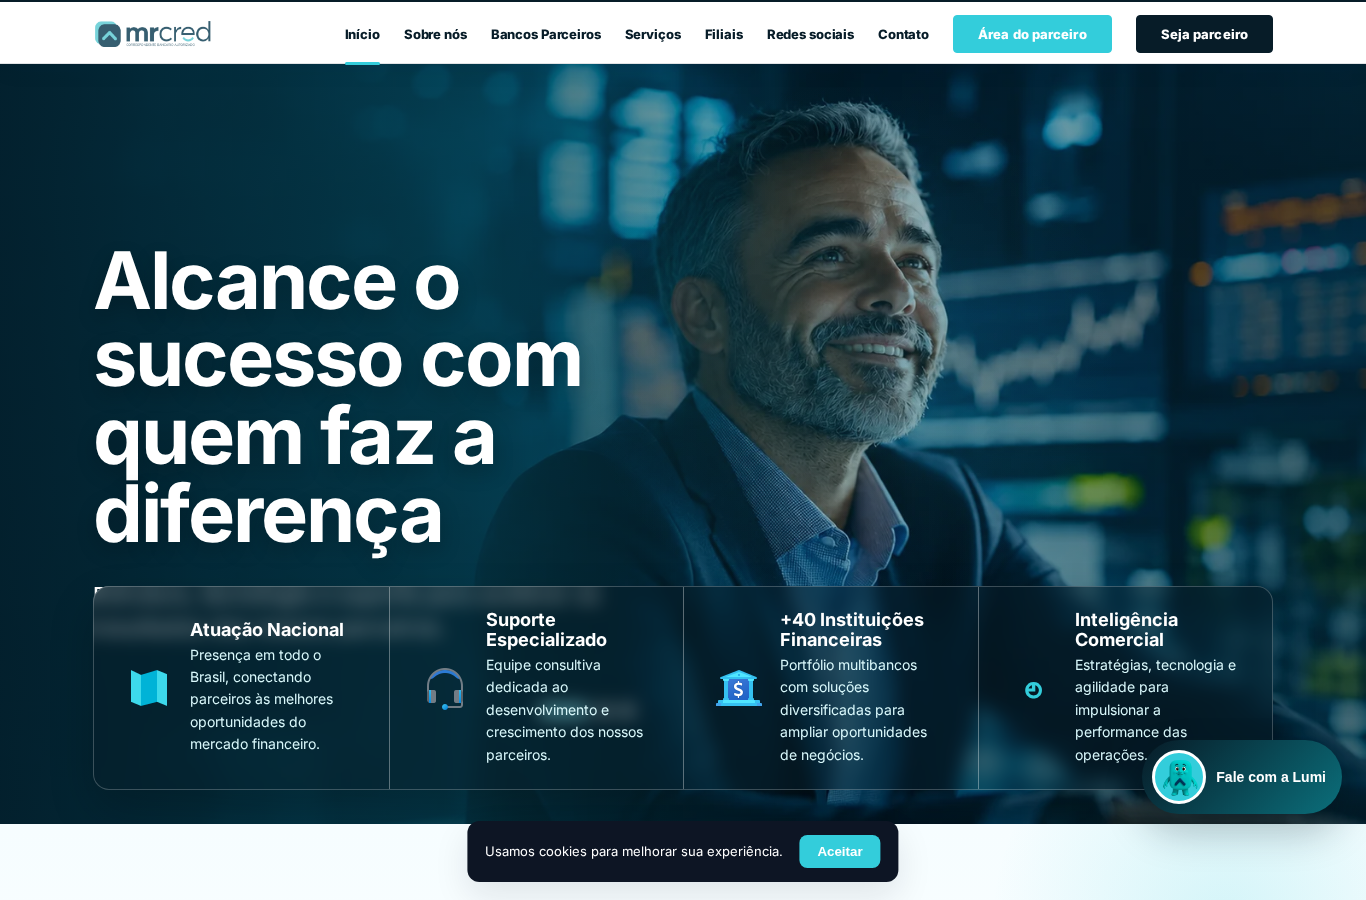 mrcred
Início
Sobre nós
Bancos Parceiros
Serviços
Filiais
Redes sociais
Contato
Área do parceiro
Seja parceiro
Alcance o
sucesso com
quem faz a
diferença
Atuação Nacional
Presença em todo o
Brasil, conectando
parceiros às melhores
oportunidades do
mercado financeiro.
Suporte
Especializado
Equipe consultiva
dedicada ao
desenvolvimento e
crescimento dos nossos
parceiros.
+40 Instituições
Financeiras
Portfólio multibancos
com soluções
diversificadas para
ampliar oportunidades
de negócios.
Inteligência
Comercial
Estratégias, tecnologia e
agilidade para
impulsionar a
performance das
operações.
Fale com a Lumi
Usamos cookies para melhorar sua experiência.
Aceitar